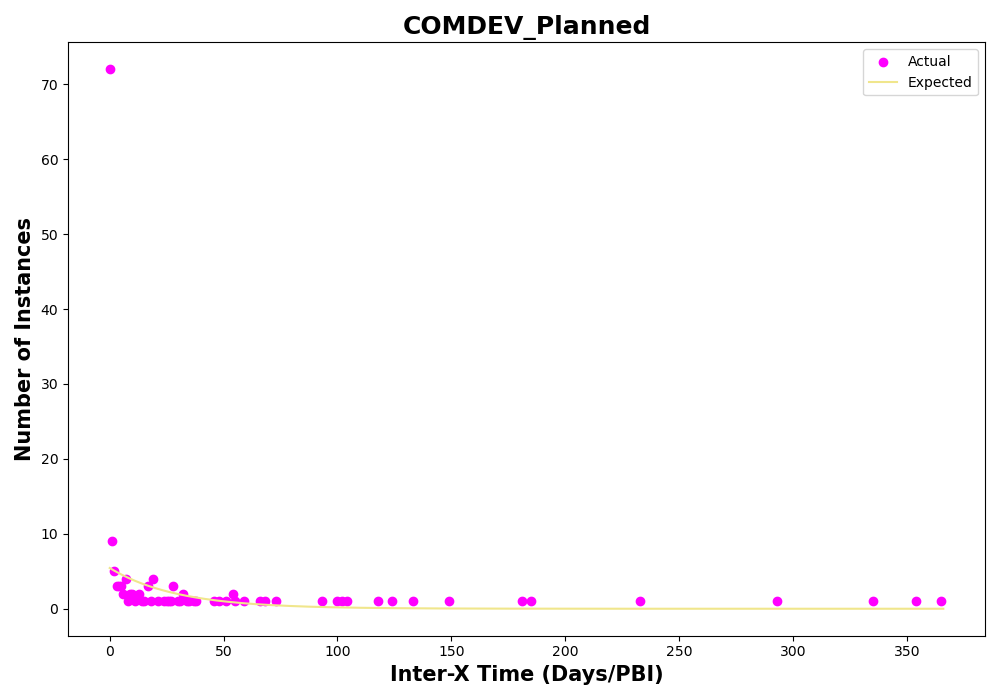 COMDEV_Planned
Actual
Expected
Number of Instances
70
60
50
40
30
20
10
0
0 50 100 150 200 250 300 350
Inter-X Time (Days/PBI)